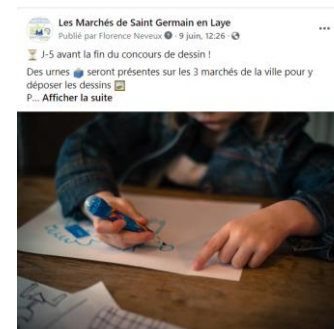 Les Marchés de Saint Germain en Laye
Publié par Florence Neveux · 9 juin, 12:26 ·
⏳ J-5 avant la fin du concours de dessin !
Des urnes 🗳 seront présentes sur les 3 marchés de la ville pour y
déposer les dessins 🖼
P... Afficher la suite